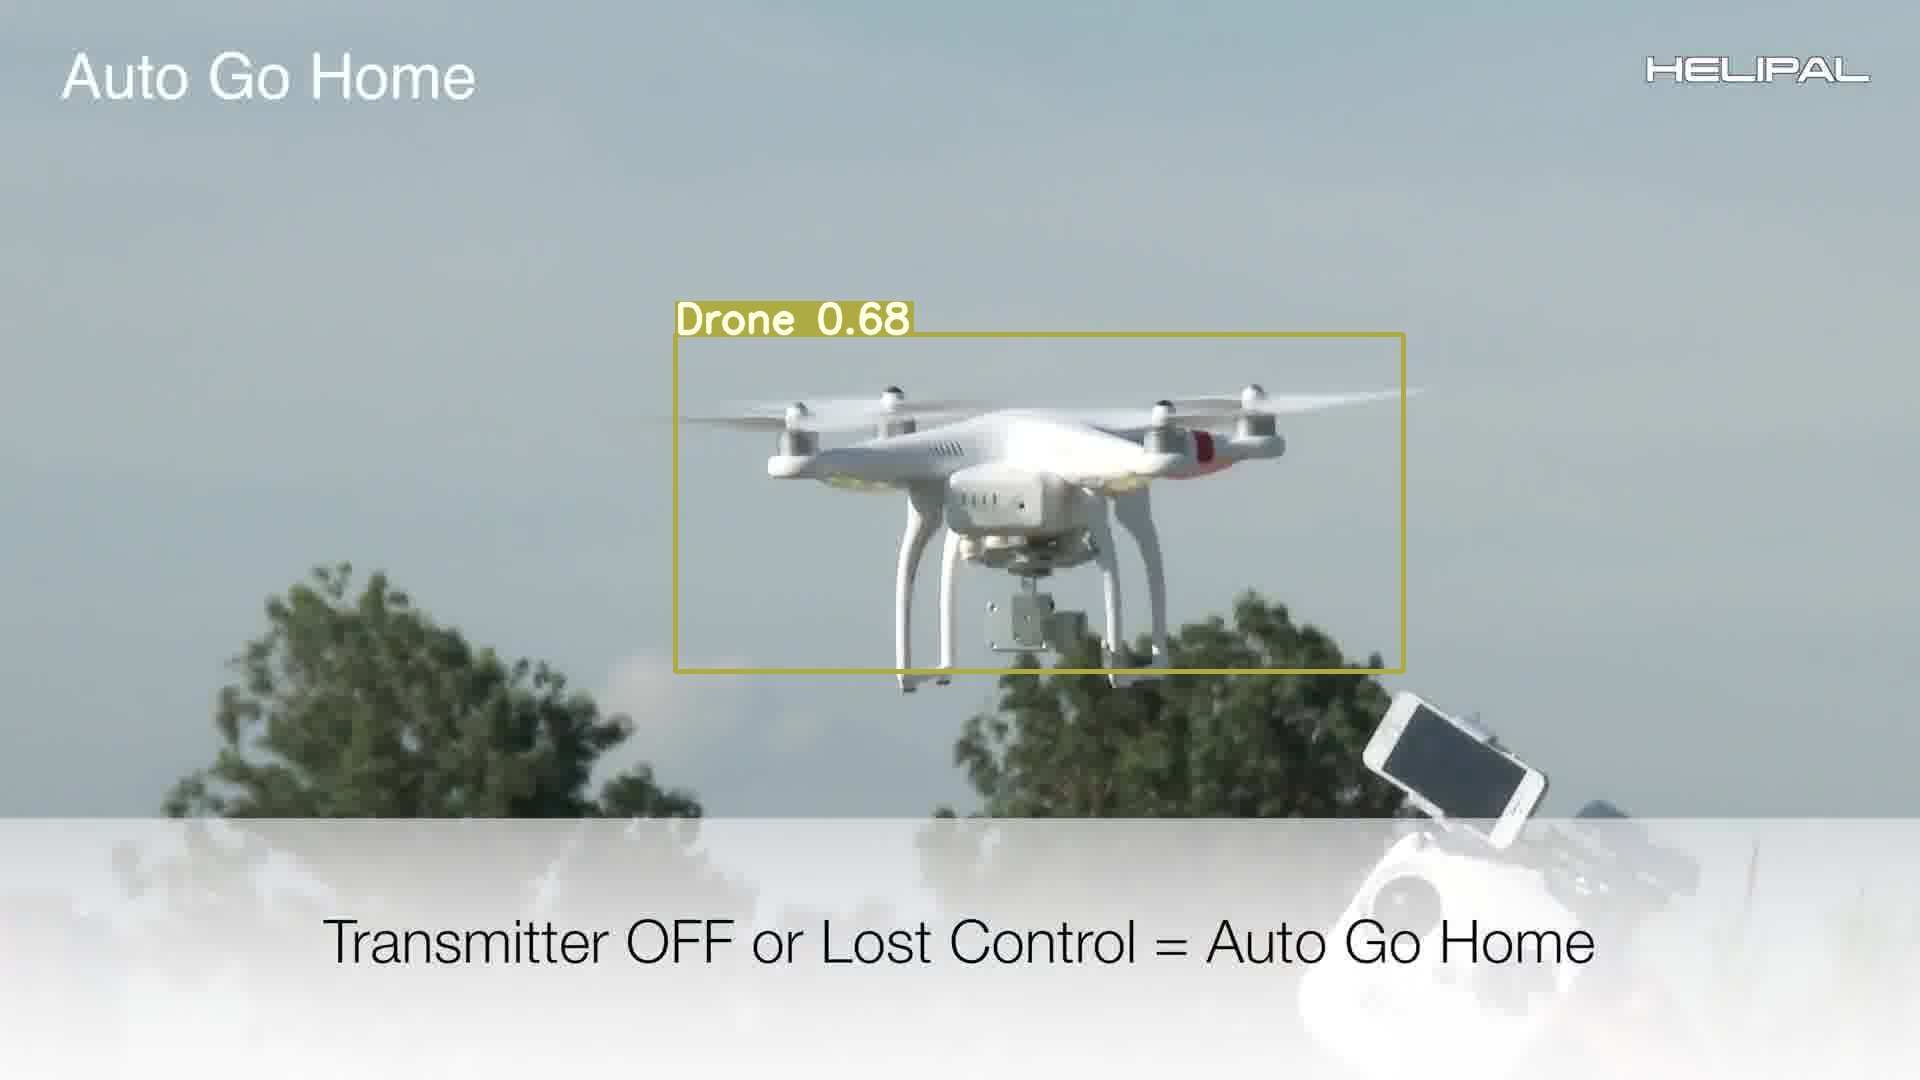 Auto Go Home
HELIPAL
Drone 0.68
Transmitter OFF or Lost Control = Auto Go Home